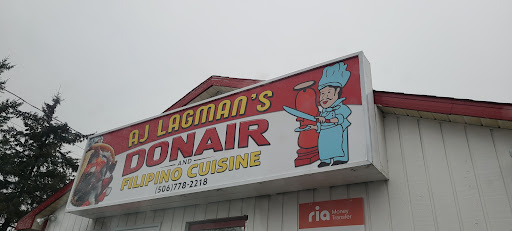 AJ LAGMAN'S
DONAIR
AND
FILIPINO CUISINE
(506)778-2218
ria Money
Transfer